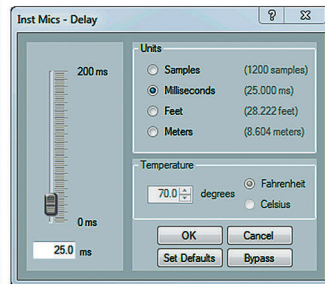 Inst Mics - Delay
200 ms
0 ms
25.0 ms
Units
Samples (1200 samples)
Milliseconds (25.000 ms)
Feet (28.222 feet)
Meters (8.604 meters)
Temperature
70.0 degrees
Fahrenheit
Celsius
OK
Cancel
Set Defaults
Bypass